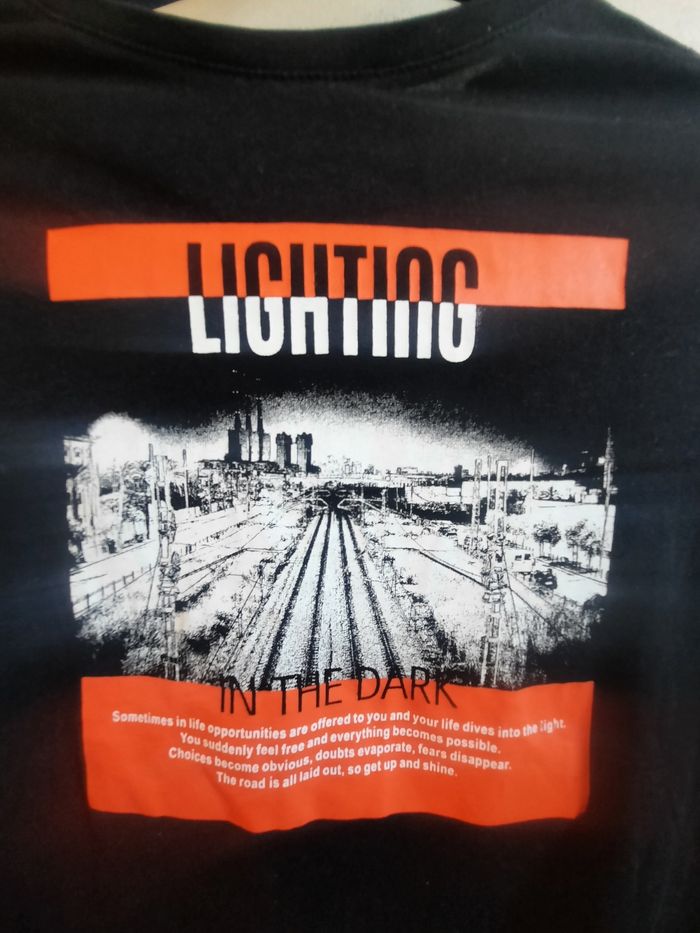 LIGHTING
IN THE DARK
Sometimes in life opportunities are offered to you and your life dives into the light.
You suddenly feel free and everything becomes possible.
Choices become obvious, doubts evaporate, fears disappear.
The road is all laid out, so get up and shine.